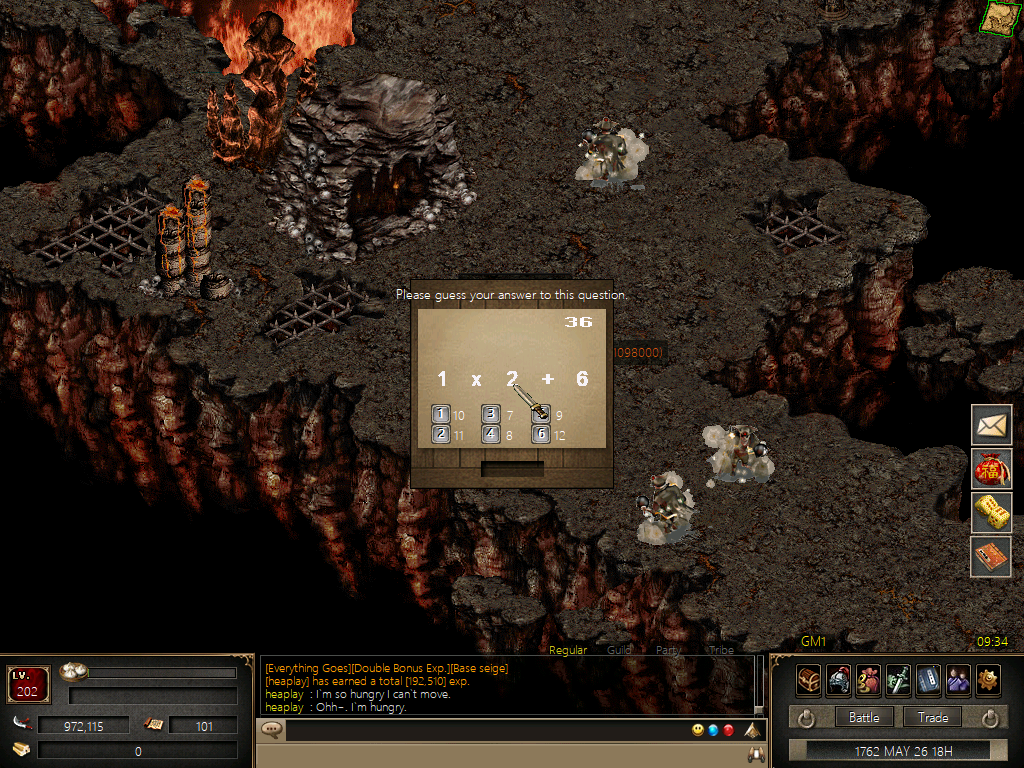 Please guess your answer to this question.
36
098000)
1 x 2 + 6
1 10 3 7 9
2 11 4 8 6 12
GM1
09:34
Regular Guild Party Tribe
[Everything Goes][Double Bonus Exp.][Base seige]
[heaplay] has earned a total [192,510] exp.
heaplay : I'm so hungry I can't move.
heaplay : Ohh~. I'm hungry.
LV.
202
972,115
101
0
Battle
Trade
1762 MAY 26 18H
福